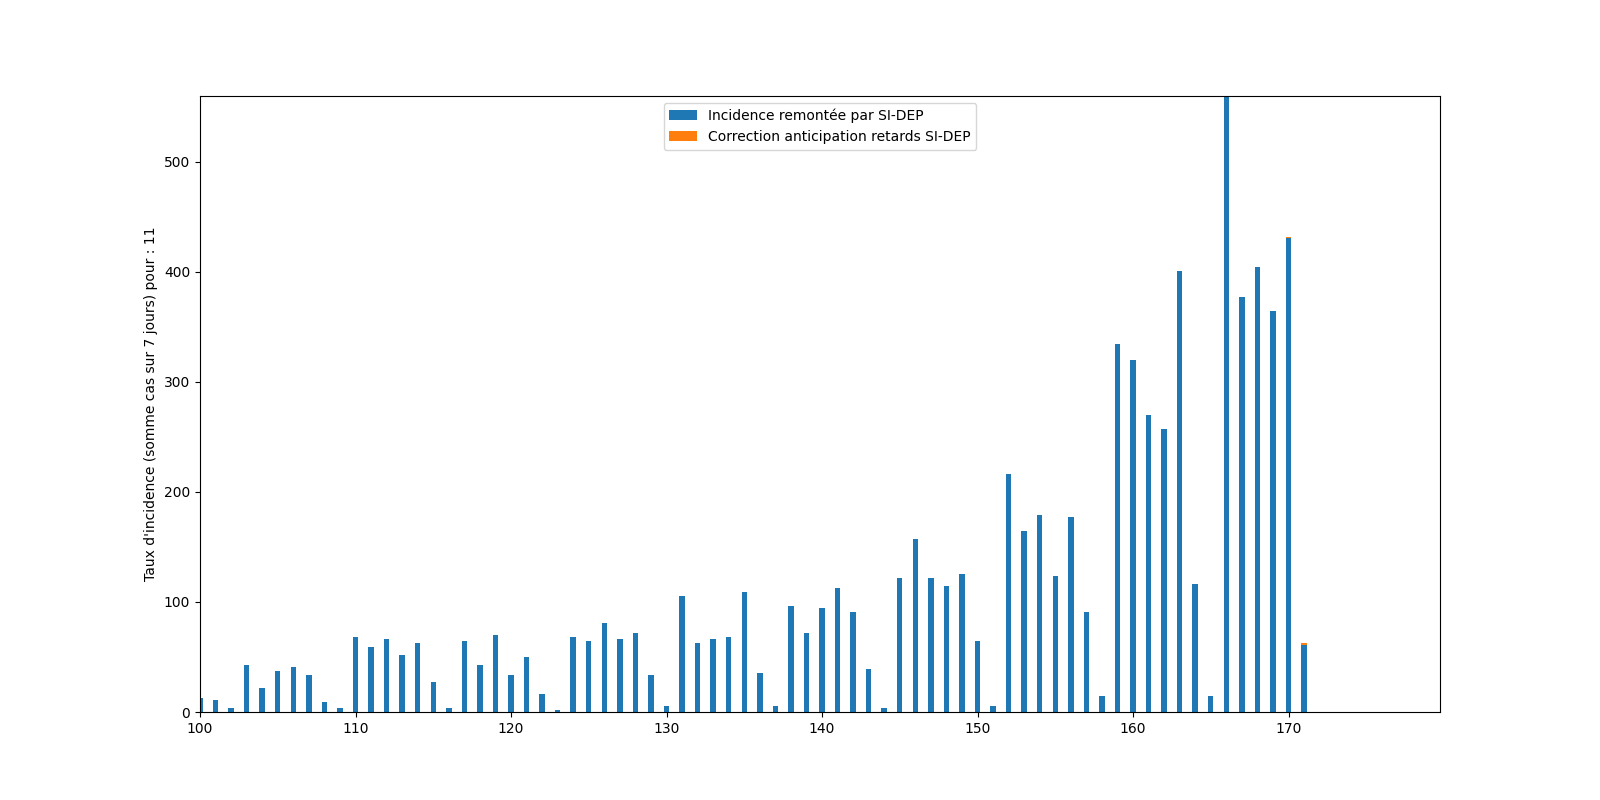 Incidence remontée par SI-DEP
Correction anticipation retards SI-DEP
Taux d'incidence (somme cas sur 7 jours) pour : 11
500
400
300
200
100
0
100 110 120 130 140 150 160 170